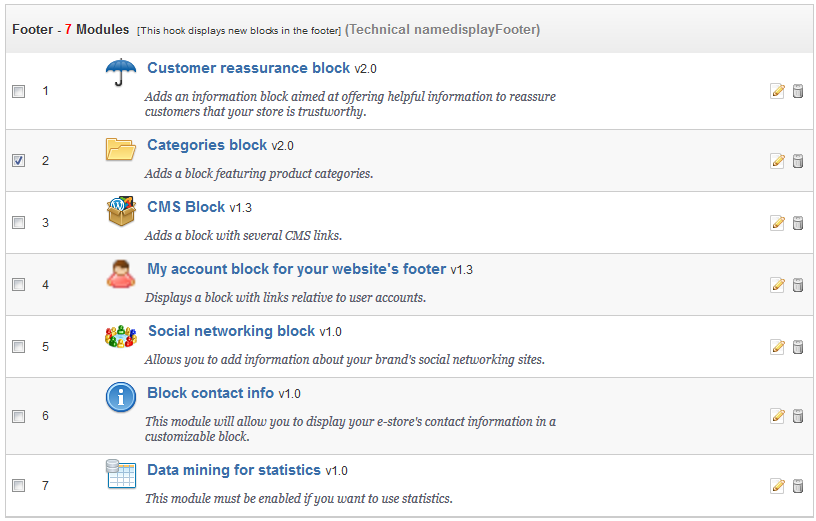 Footer - 7 Modules [This hook displays new blocks in the footer] (Technical namedisplayFooter)
1 Customer reassurance block v2.0
Adds an information block aimed at offering helpful information to reassure
customers that your store is trustworthy.
2 Categories block v2.0
Adds a block featuring product categories.
3 CMS Block v1.3
Adds a block with several CMS links.
4 My account block for your website's footer v1.3
Displays a block with links relative to user accounts.
5 Social networking block v1.0
Allows you to add information about your brand's social networking sites.
6 Block contact info v1.0
This module will allow you to display your e-store's contact information in a
customizable block.
7 Data mining for statistics v1.0
This module must be enabled if you want to use statistics.